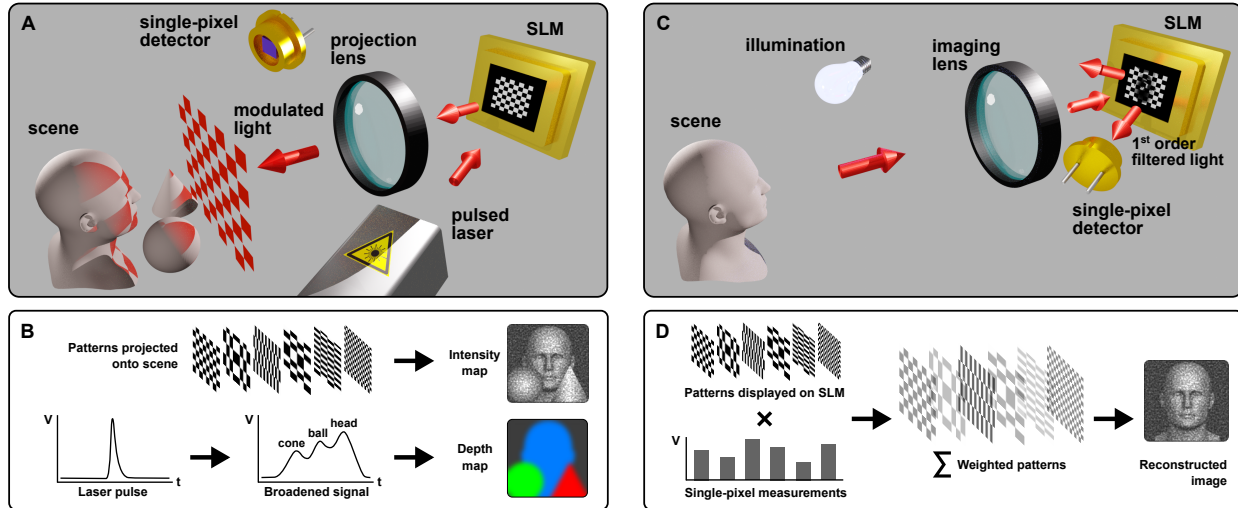 A
single-pixel
detector
projection
lens
SLM
modulated
light
scene
pulsed
laser
B
Patterns projected
onto scene
Intensity
map
V
t
Laser pulse
V
cone
ball
head
t
Broadened signal
Depth
map
C
illumination
imaging
lens
SLM
scene
1st order
filtered light
single-pixel
detector
D
Patterns displayed on SLM
×
V
Single-pixel measurements
∑ Weighted patterns
Reconstructed
image